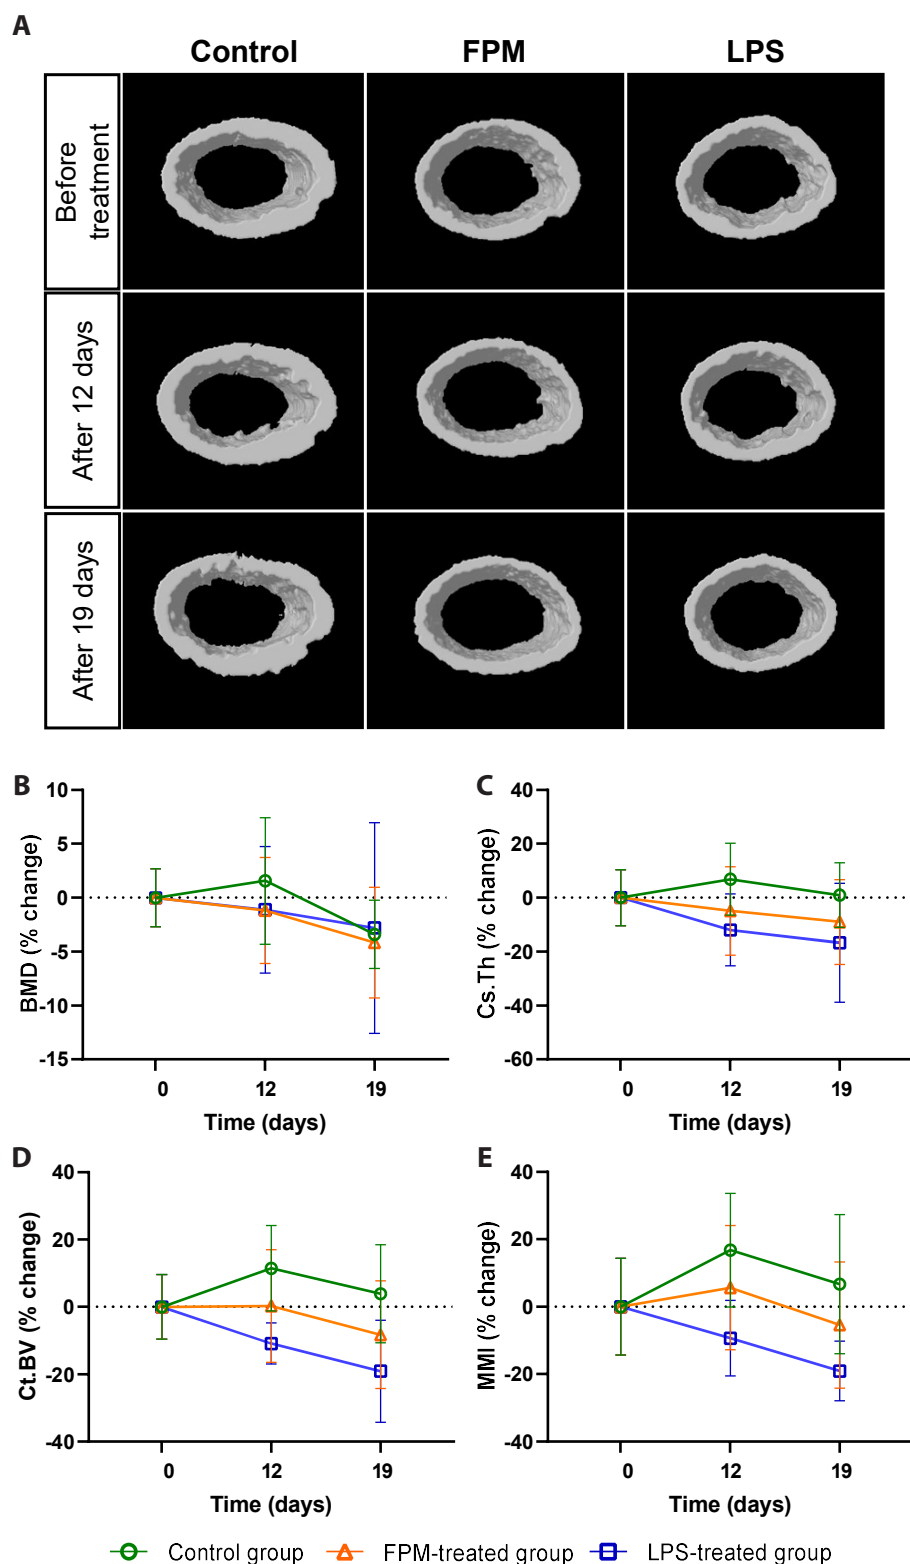 A
Control FPM LPS
Before
treatment
After 12 days
After 19 days
B
10
5
0
-5
-10
-15
BMD (% change)
0 12 19
Time (days)
C
40
20
0
-20
-40
-60
Cs.Th (% change)
0 12 19
Time (days)
D
40
20
0
-20
-40
Ct.BV (% change)
0 12 19
Time (days)
E
40
20
0
-20
-40
MMI (% change)
0 12 19
Time (days)
Control group FPM-treated group LPS-treated group